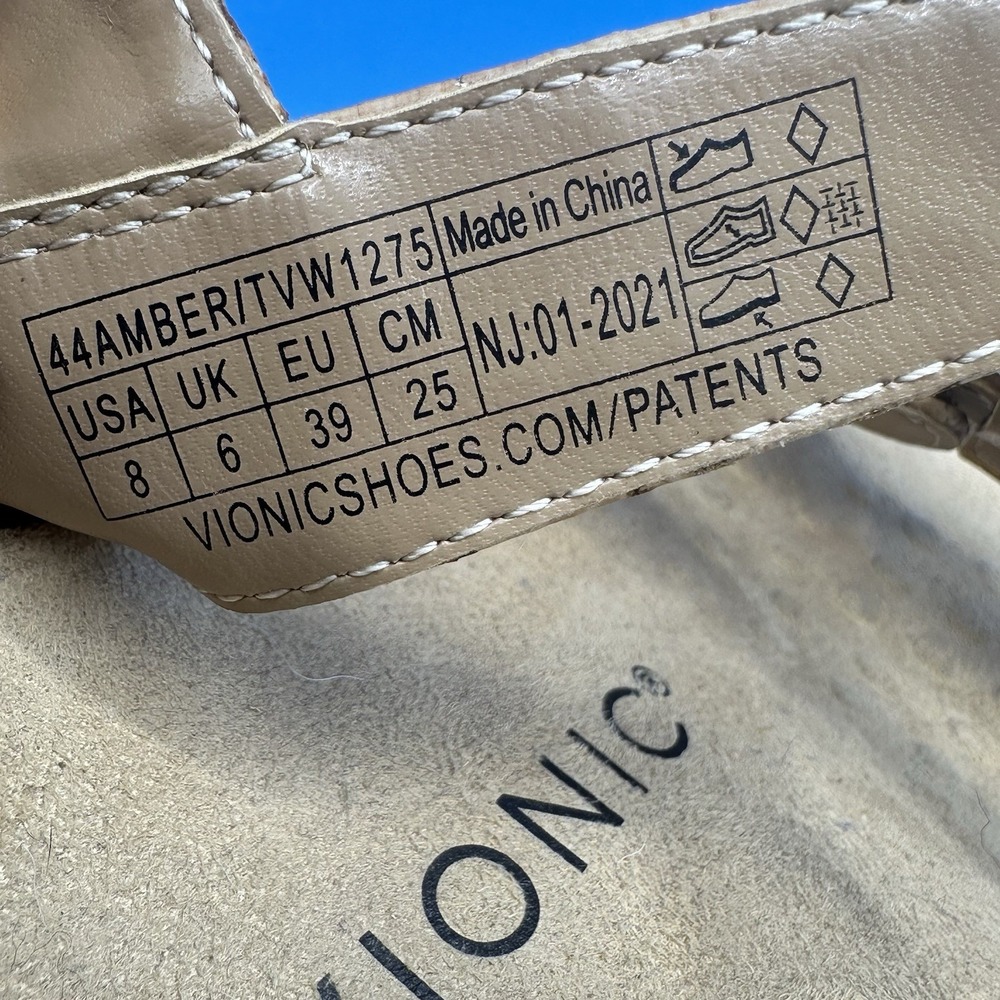 44AMBER/TVW1275 Made in China
USA UK EU CM NJ:01-2021
8 6 39 25
VIONICSHOES.COM/PATENTS
VIONIC®